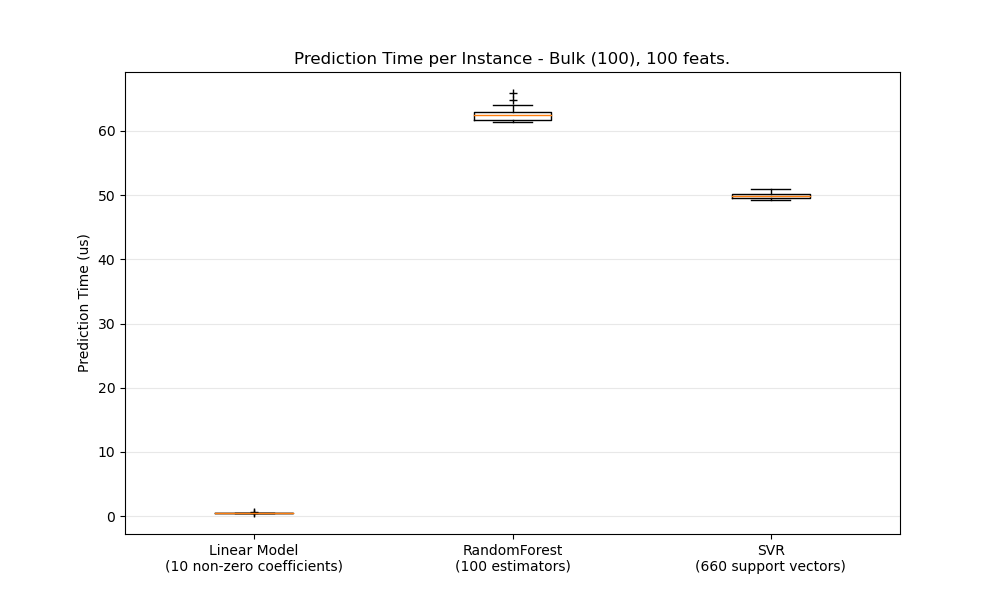 Prediction Time per Instance - Bulk (100), 100 feats.
Prediction Time (us)
60
50
40
30
20
10
0
Linear Model
(10 non-zero coefficients)
RandomForest
(100 estimators)
SVR
(660 support vectors)